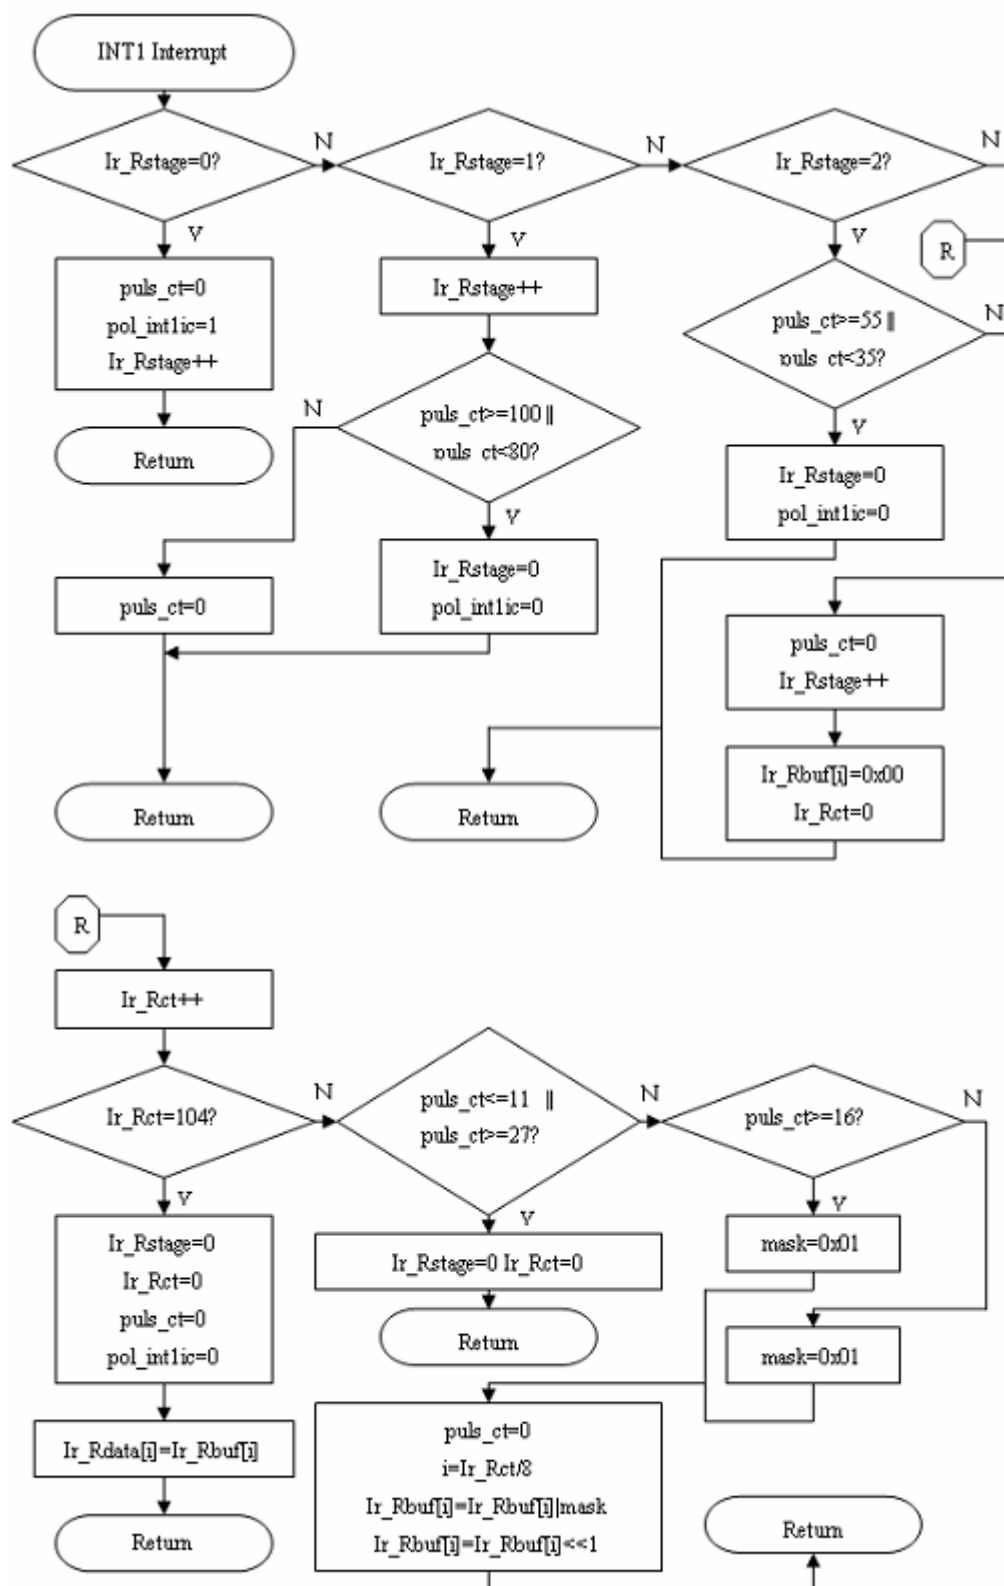 INT1 Interrupt
Ir_Rstage=0?
N
Ir_Rstage=1?
N
Ir_Rstage=2?
N
Y
Y
Y
R
puls_ct=0
pol_int1ic=1
Ir_Rstage++
Ir_Rstage++
puls_ct>=55 ||
puls_ct<35?
N
Return
N
puls_ct>=100 ||
puls_ct<80?
Y
Y
Ir_Rstage=0
pol_int1ic=0
puls_ct=0
Ir_Rstage=0
pol_int1ic=0
puls_ct=0
Ir_Rstage++
Ir_Rbuf[i]=0x00
Ir_Rct=0
Return
Return
R
Ir_Rct++
Ir_Rct=104?
N
puls_ct<=11 ||
puls_ct>=27?
N
puls_ct>=16?
N
Y
Y
Y
Ir_Rstage=0
Ir_Rct=0
puls_ct=0
pol_int1ic=0
Ir_Rstage=0 Ir_Rct=0
mask=0x01
Return
mask=0x01
Ir_Rdata[i]=Ir_Rbuf[i]
puls_ct=0
i=Ir_Rct/8
Ir_Rbuf[i]=Ir_Rbuf[i]|mask
Ir_Rbuf[i]=Ir_Rbuf[i]<<1
Return
Return